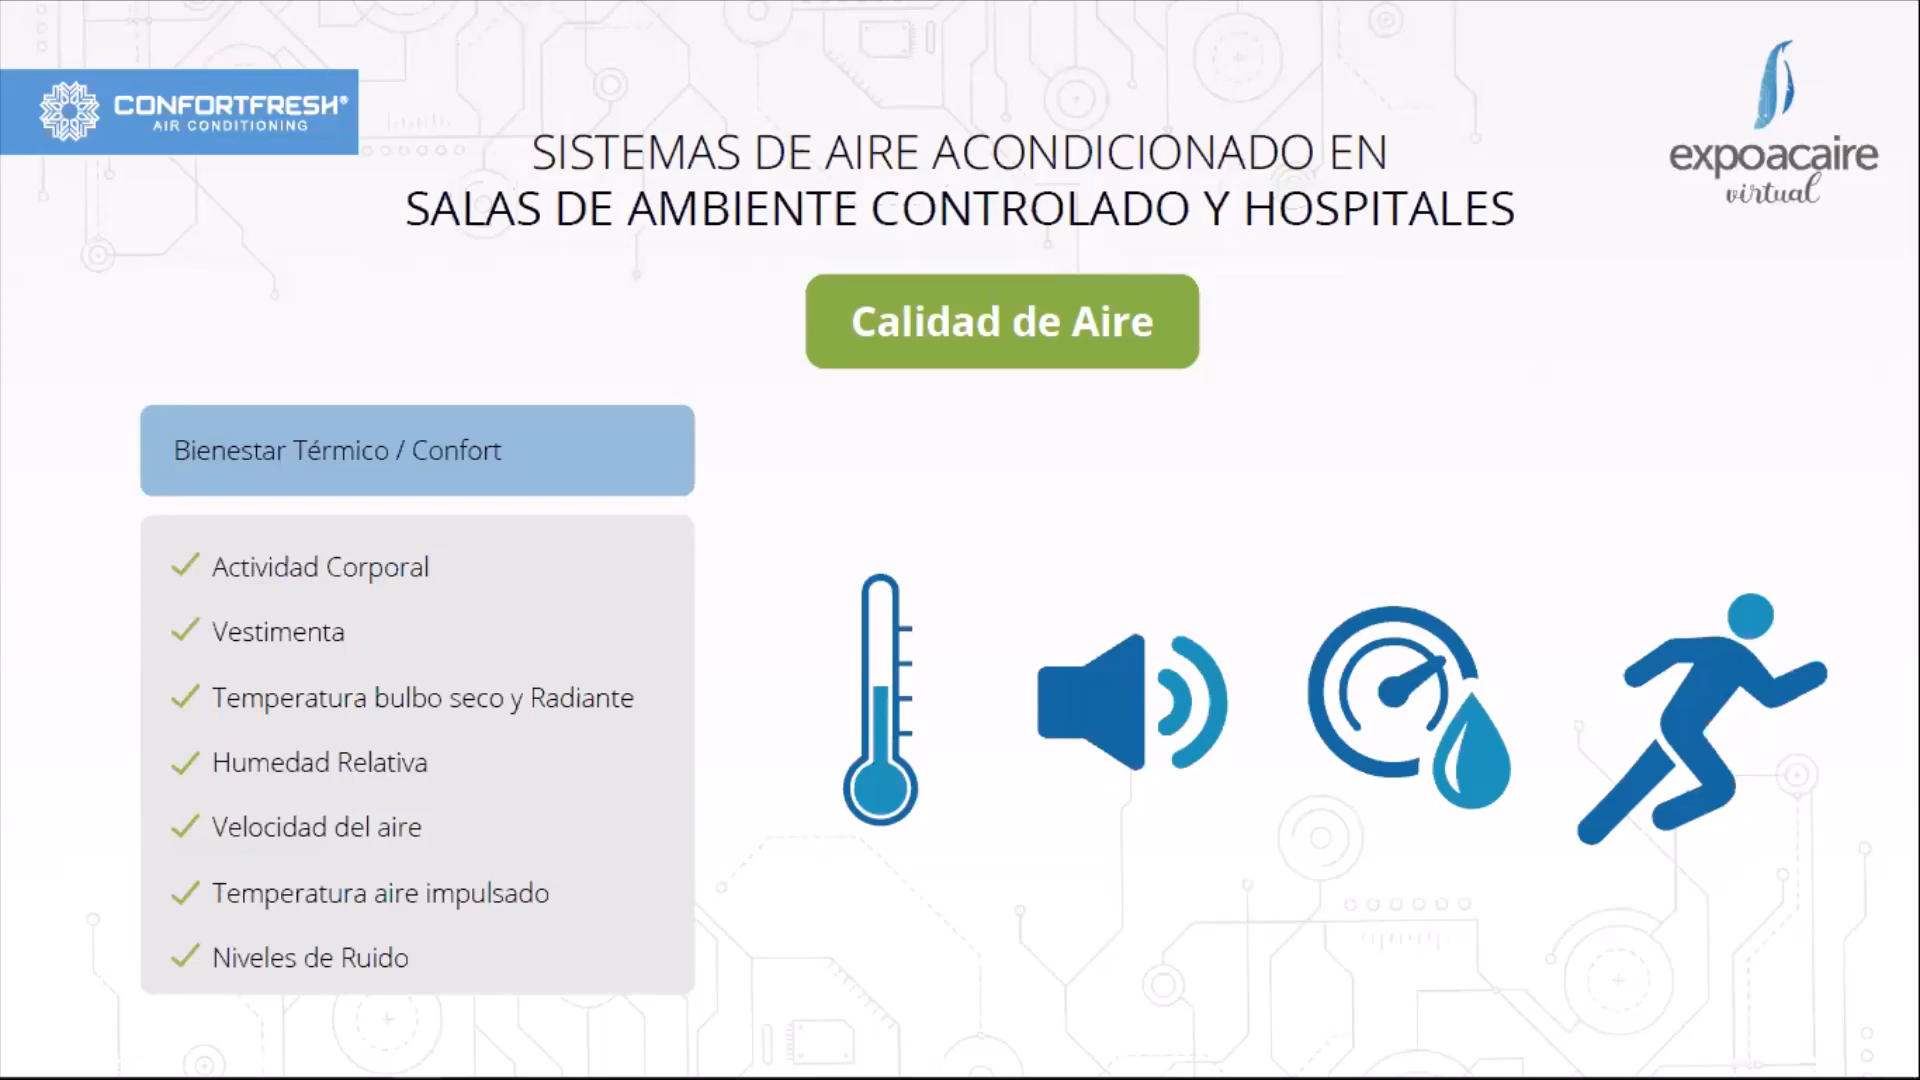 CONFORTFRESH®
AIR CONDITIONING
expoacaire
virtual
SISTEMAS DE AIRE ACONDICIONADO EN
SALAS DE AMBIENTE CONTROLADO Y HOSPITALES
Calidad de Aire
Bienestar Térmico / Confort
Actividad Corporal
Vestimenta
Temperatura bulbo seco y Radiante
Humedad Relativa
Velocidad del aire
Temperatura aire impulsado
Niveles de Ruido